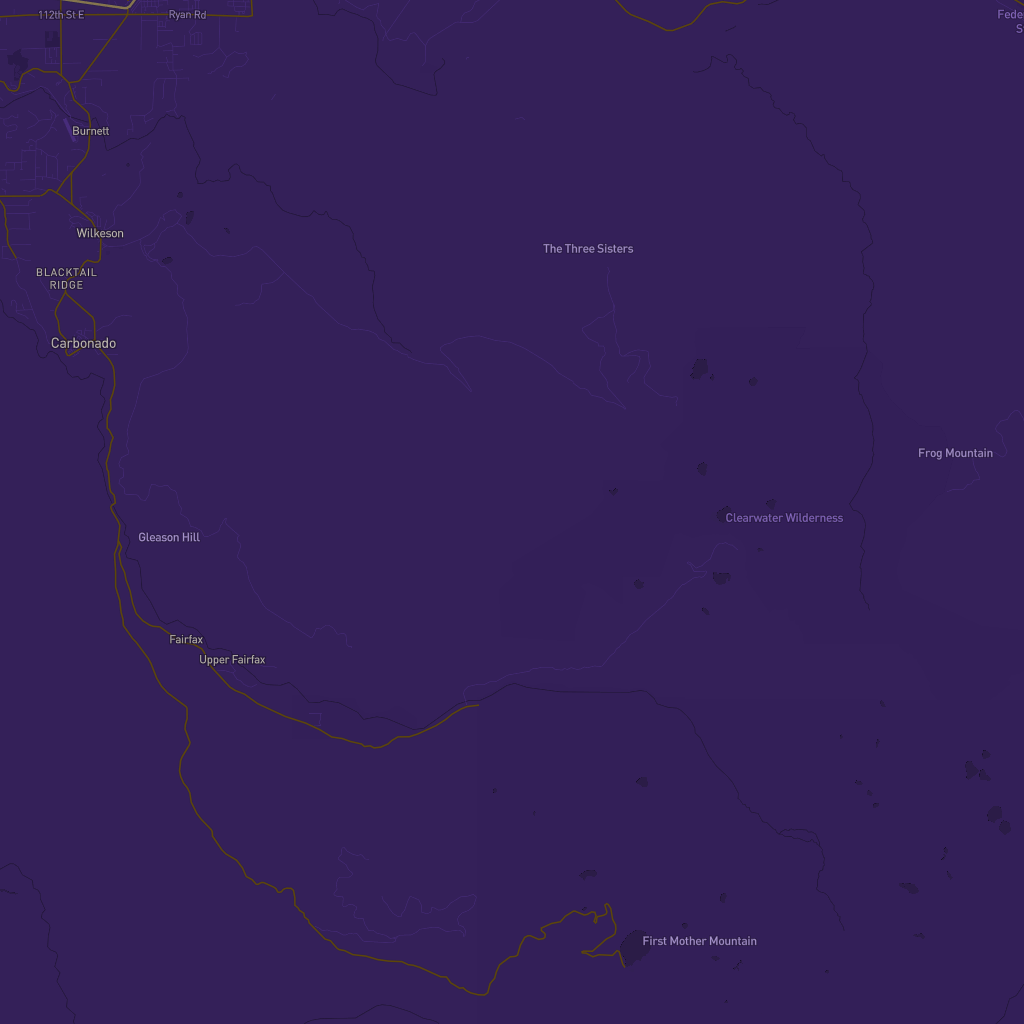 112th St E
Ryan Rd
Fede
S
Burnett
Wilkeson
The Three Sisters
BLACKTAIL
RIDGE
Carbonado
Frog Mountain
Clearwater Wilderness
Gleason Hill
Fairfax
Upper Fairfax
First Mother Mountain